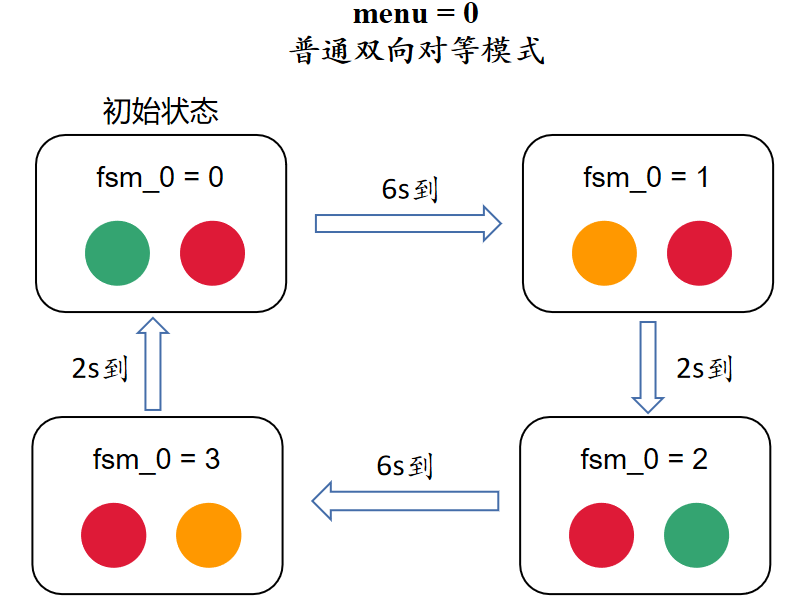 menu = 0
普通双向对等模式
初始状态
fsm_0 = 0
6s到
fsm_0 = 1
2s到
2s到
fsm_0 = 3
6s到
fsm_0 = 2